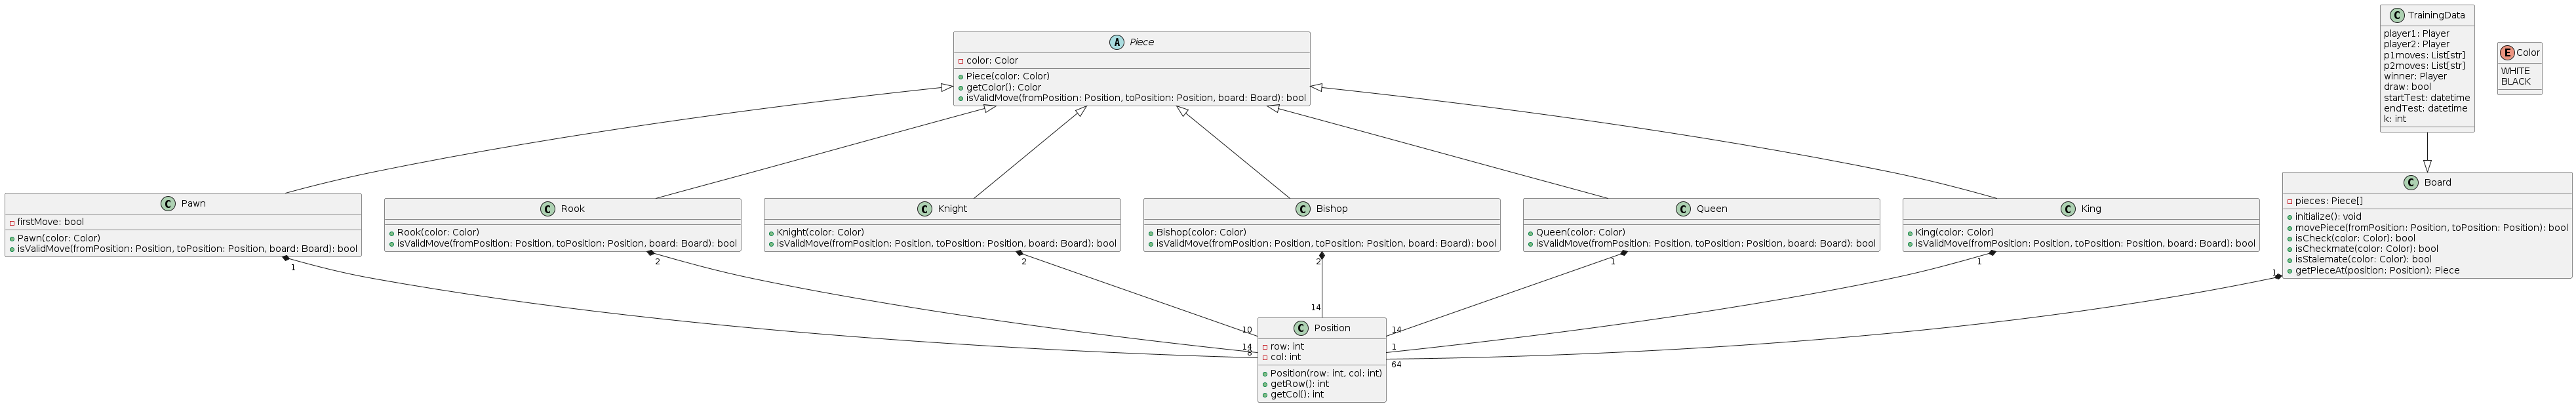 A Piece
color: Color
Piece(color: Color)
getColor(): Color
isValidMove(fromPosition: Position, toPosition: Position, board: Board): bool
C TrainingData
player1: Player
player2: Player
p1moves: List[str]
p2moves: List[str]
winner: Player
draw: bool
startTest: datetime
endTest: datetime
k: int
E Color
WHITE
BLACK
C Pawn
firstMove: bool
Pawn(color: Color)
isValidMove(fromPosition: Position, toPosition: Position, board: Board): bool
C Rook
Rook(color: Color)
isValidMove(fromPosition: Position, toPosition: Position, board: Board): bool
C Knight
Knight(color: Color)
isValidMove(fromPosition: Position, toPosition: Position, board: Board): bool
C Bishop
Bishop(color: Color)
isValidMove(fromPosition: Position, toPosition: Position, board: Board): bool
C Queen
Queen(color: Color)
isValidMove(fromPosition: Position, toPosition: Position, board: Board): bool
C King
King(color: Color)
isValidMove(fromPosition: Position, toPosition: Position, board: Board): bool
C Board
pieces: Piece[]
initialize(): void
movePiece(fromPosition: Position, toPosition: Position): bool
isCheck(color: Color): bool
isCheckmate(color: Color): bool
isStalemate(color: Color): bool
getPieceAt(position: Position): Piece
1
2
2
2
1
1
1
14
10
14
8
14
1
64
C Position
row: int
col: int
Position(row: int, col: int)
getRow(): int
getCol(): int